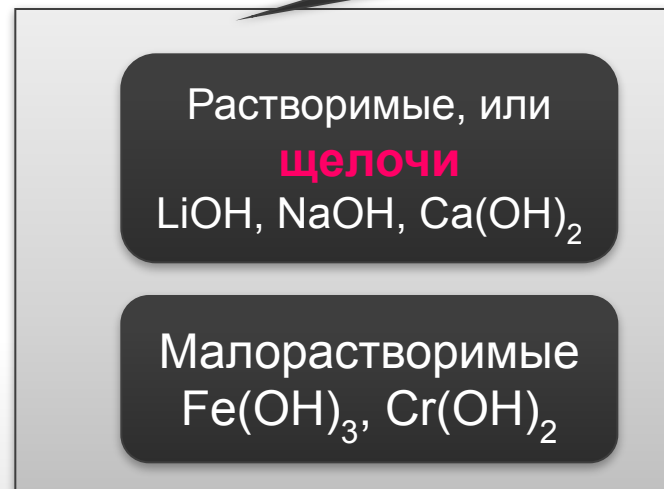 Растворимые, или
щелочи
LiOH, NaOH, Ca(OH)₂
Малорастворимые
Fe(OH)₃, Cr(OH)₂